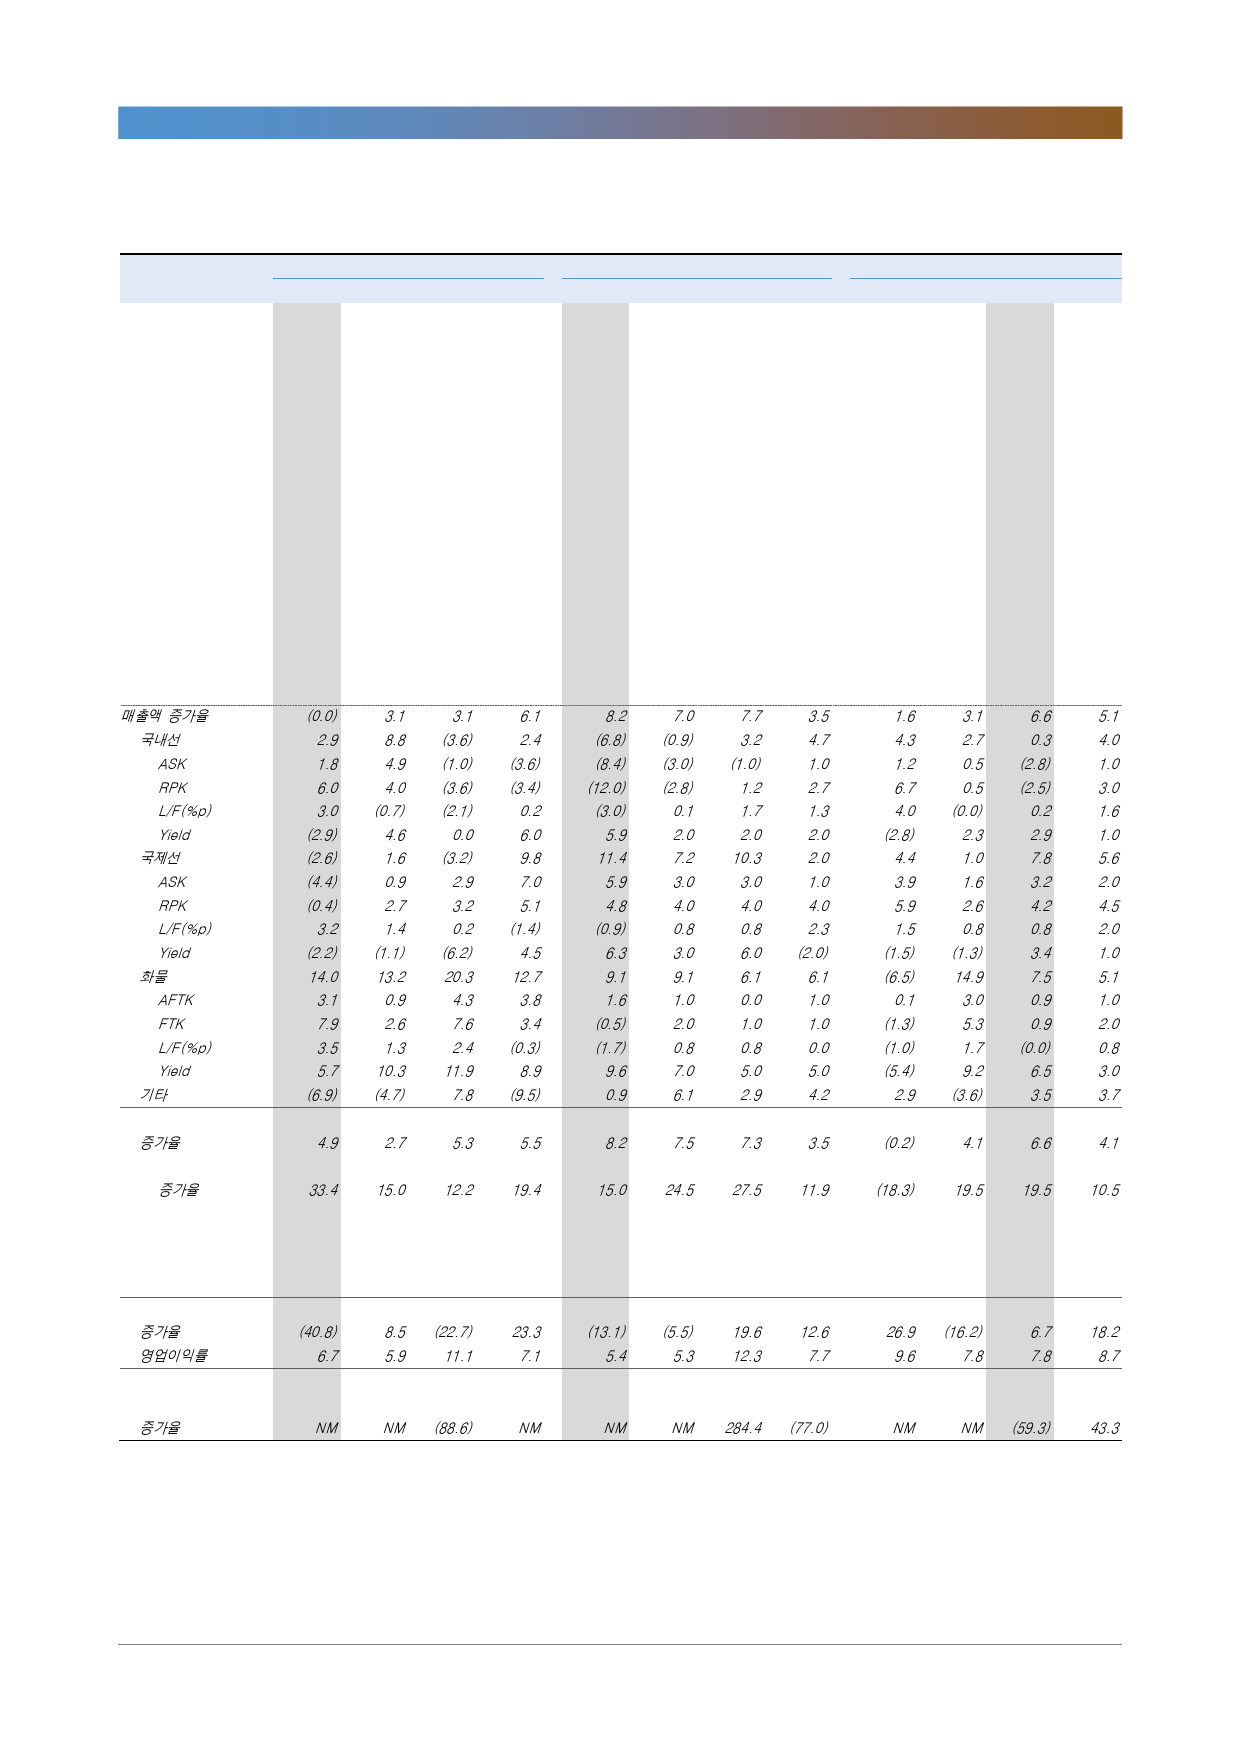 매출액 증가율 (0.0) 3.1 3.1 6.1 8.2 7.0 7.7 3.5 1.6 3.1 6.6 5.1
국내선 2.9 8.8 (3.6) 2.4 (6.8) (0.9) 3.2 4.7 4.3 2.7 0.3 4.0
ASK 1.8 4.9 (1.0) (3.6) (8.4) (3.0) (1.0) 1.0 1.2 0.5 (2.8) 1.0
RPK 6.0 4.0 (3.6) (3.4) (12.0) (2.8) 1.2 2.7 6.7 0.5 (2.5) 3.0
L/F(%p) 3.0 (0.7) (2.1) 0.2 (3.0) 0.1 1.7 1.3 4.0 (0.0) 0.2 1.6
Yield (2.9) 4.6 0.0 6.0 5.9 2.0 2.0 2.0 (2.8) 2.3 2.9 1.0
국제선 (2.6) 1.6 (3.2) 9.8 11.4 7.2 10.3 2.0 4.4 1.0 7.8 5.6
ASK (4.4) 0.9 2.9 7.0 5.9 3.0 3.0 1.0 3.9 1.6 3.2 2.0
RPK (0.4) 2.7 3.2 5.1 4.8 4.0 4.0 4.0 5.9 2.6 4.2 4.5
L/F(%p) 3.2 1.4 0.2 (1.4) (0.9) 0.8 0.8 2.3 1.5 0.8 0.8 2.0
Yield (2.2) (1.1) (6.2) 4.5 6.3 3.0 6.0 (2.0) (1.5) (1.3) 3.4 1.0
화물 14.0 13.2 20.3 12.7 9.1 9.1 6.1 6.1 (6.5) 14.9 7.5 5.1
AFTK 3.1 0.9 4.3 3.8 1.6 1.0 0.0 1.0 0.1 3.0 0.9 1.0
FTK 7.9 2.6 7.6 3.4 (0.5) 2.0 1.0 1.0 (1.3) 5.3 0.9 2.0
L/F(%p) 3.5 1.3 2.4 (0.3) (1.7) 0.8 0.8 0.0 (1.0) 1.7 (0.0) 0.8
Yield 5.7 10.3 11.9 8.9 9.6 7.0 5.0 5.0 (5.4) 9.2 6.5 3.0
기타 (6.9) (4.7) 7.8 (9.5) 0.9 6.1 2.9 4.2 2.9 (3.6) 3.5 3.7
증가율 4.9 2.7 5.3 5.5 8.2 7.5 7.3 3.5 (0.2) 4.1 6.6 4.1
증가율 33.4 15.0 12.2 19.4 15.0 24.5 27.5 11.9 (18.3) 19.5 19.5 10.5
증가율 (40.8) 8.5 (22.7) 23.3 (13.1) (5.5) 19.6 12.6 26.9 (16.2) 6.7 18.2
영업이익률 6.7 5.9 11.1 7.1 5.4 5.3 12.3 7.7 9.6 7.8 7.8 8.7
증가율 NM NM (88.6) NM NM NM 284.4 (77.0) NM NM (59.3) 43.3